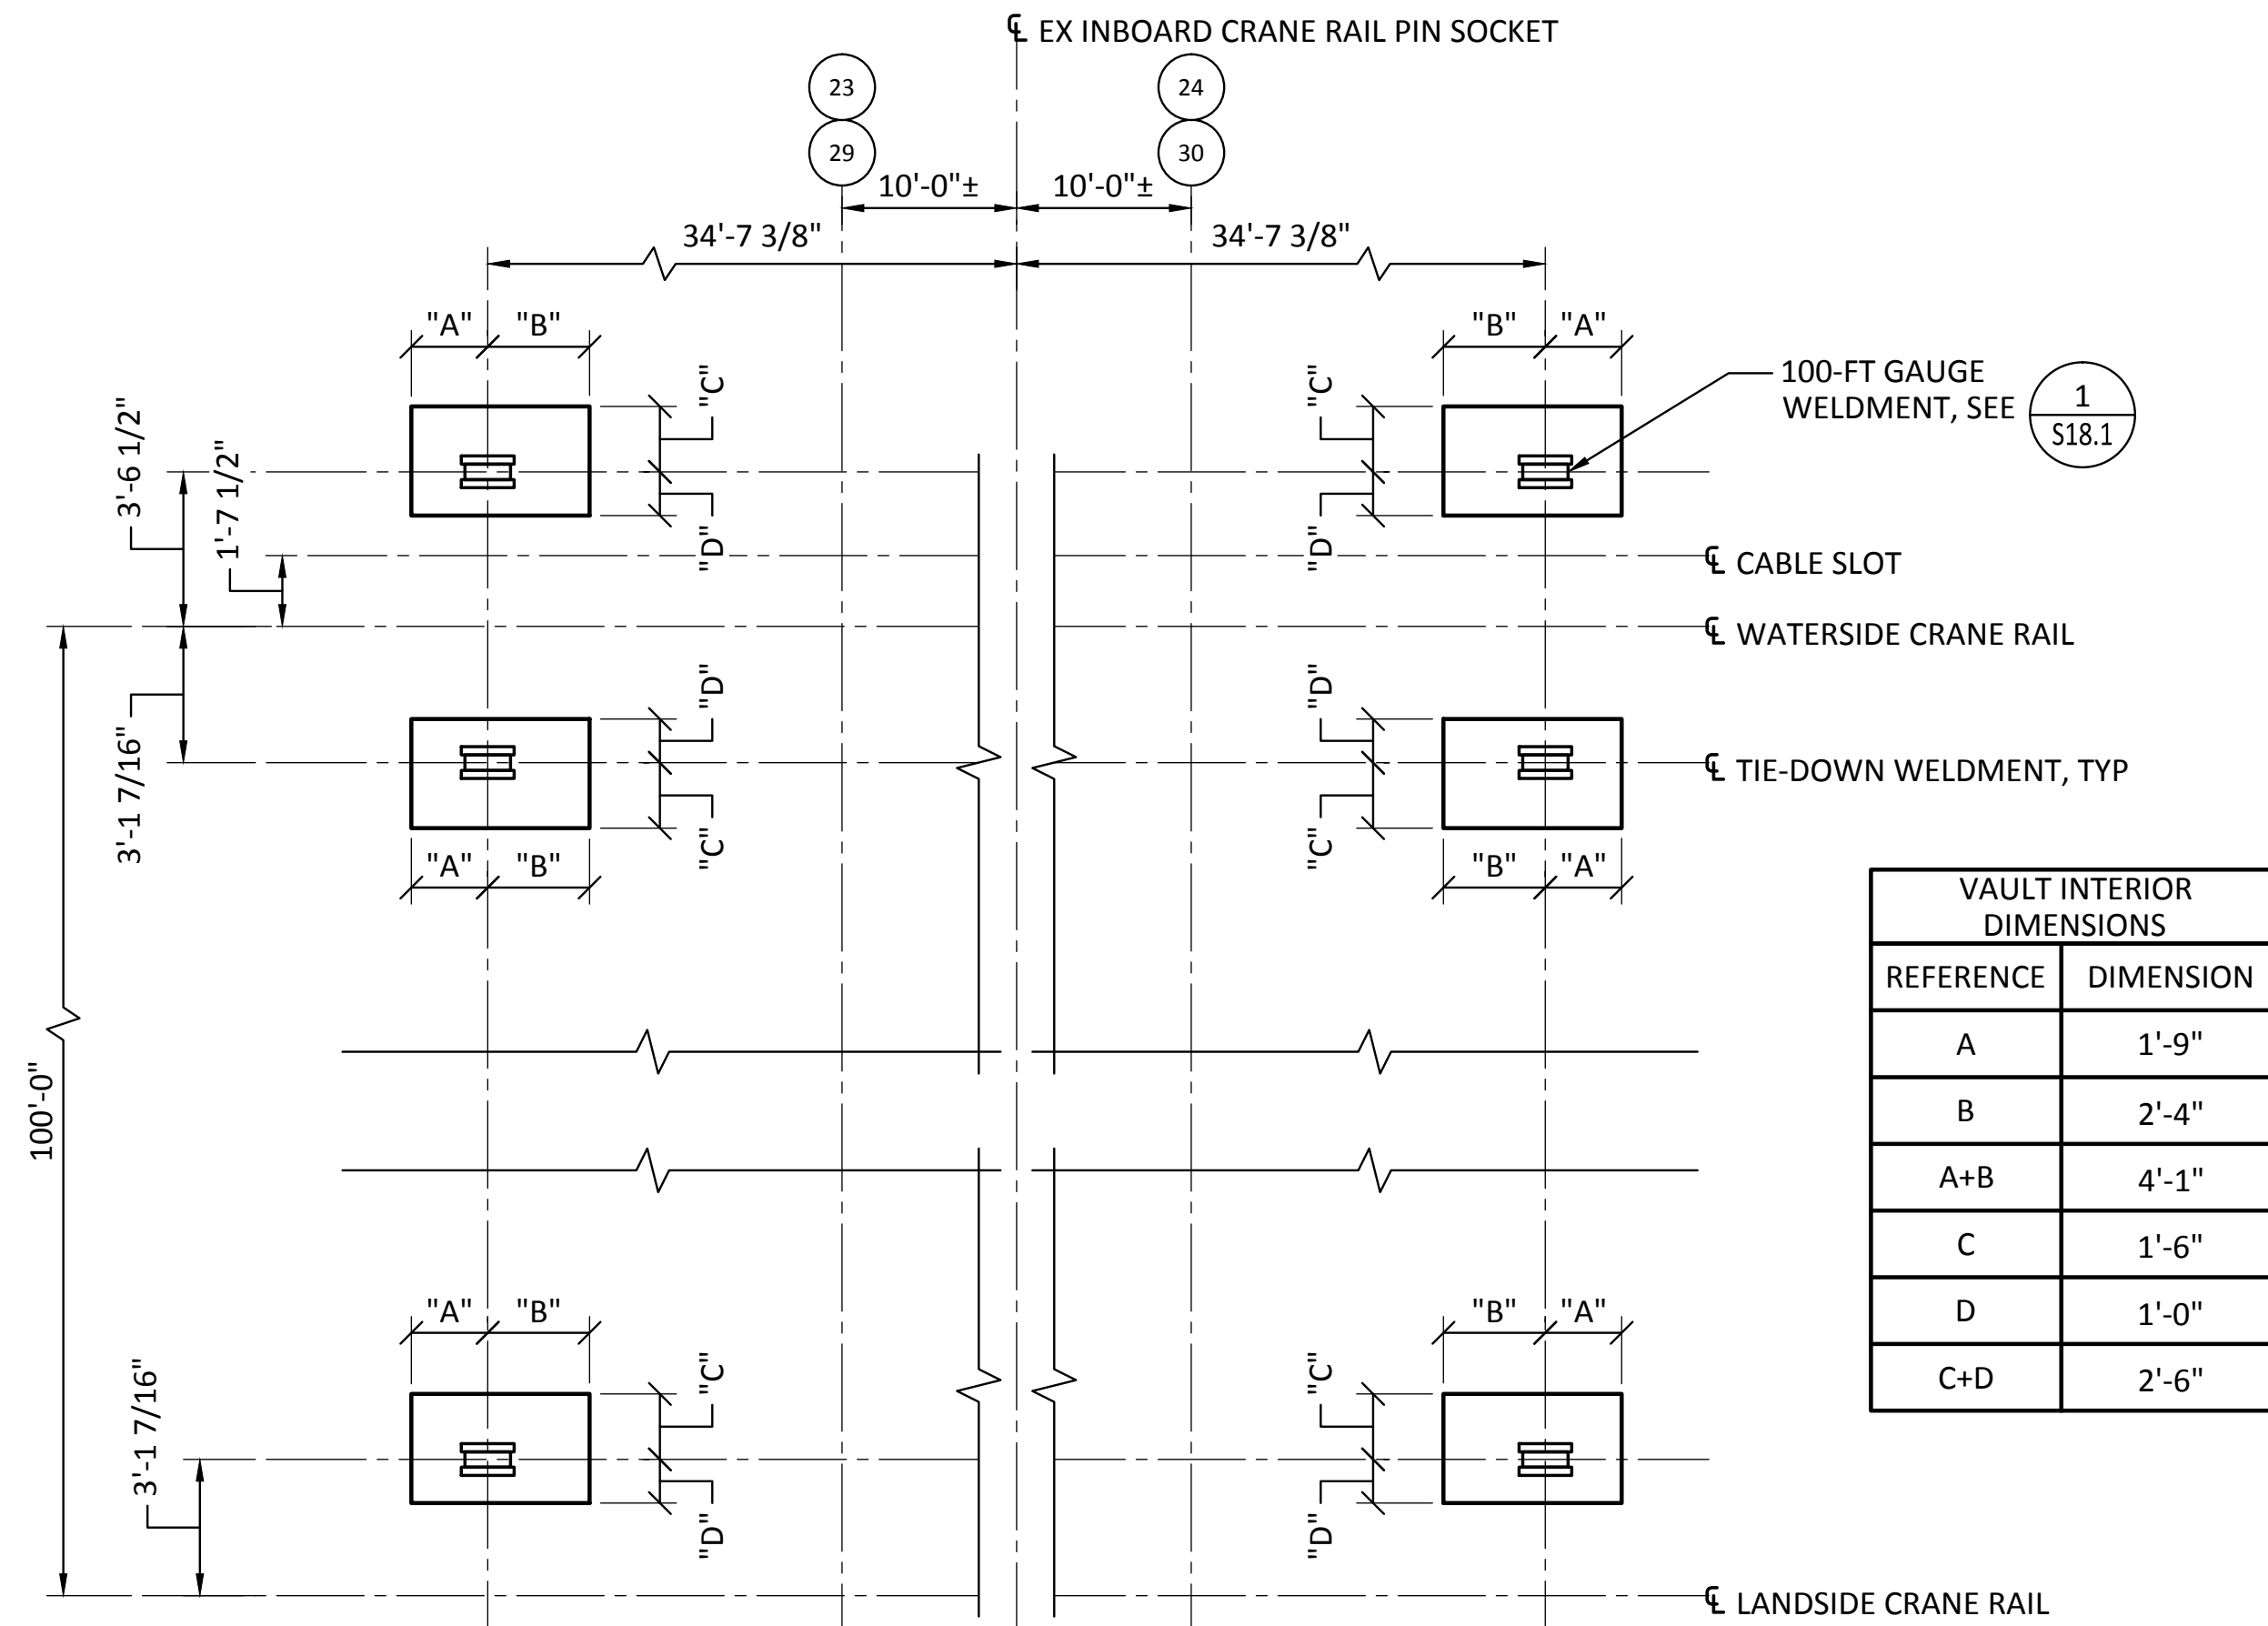 ℄ EX INBOARD CRANE RAIL PIN SOCKET
23
24
29
30
10'-0"±
10'-0"±
34'-7 3/8"
34'-7 3/8"
"A"
"B"
"B"
"A"
"C"
"C"
100-FT GAUGE
WELDMENT, SEE
1
S18.1
3'-6 1/2"
1'-7 1/2"
"D"
"D"
℄ CABLE SLOT
℄ WATERSIDE CRANE RAIL
"D"
"D"
3'-1 7/16"
℄ TIE-DOWN WELDMENT, TYP
"C"
"C"
"A"
"B"
"B"
"A"
VAULT INTERIOR
DIMENSIONS
REFERENCE DIMENSION
A 1'-9"
B 2'-4"
A+B 4'-1"
C 1'-6"
D 1'-0"
C+D 2'-6"
100'-0"
"A"
"B"
"B"
"A"
"C"
"C"
3'-1 7/16"
"D"
"D"
℄ LANDSIDE CRANE RAIL